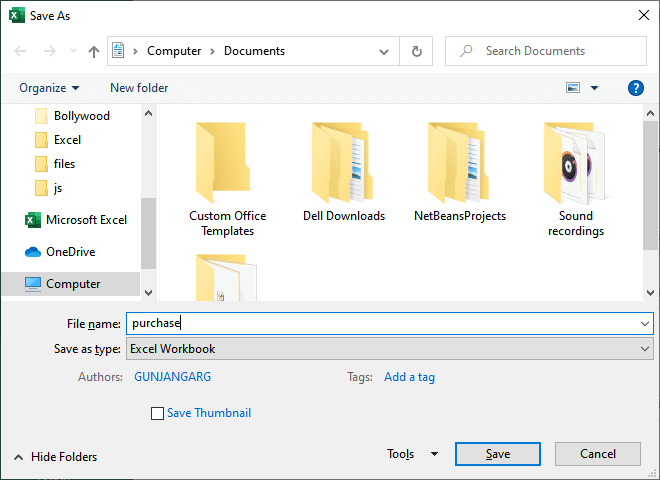 Save As
Computer > Documents
Search Documents
Organize
New folder
Bollywood
Excel
files
js
Microsoft Excel
OneDrive
Computer
Custom Office
Templates
Dell Downloads
NetBeansProjects
Sound
recordings
File name: purchase
Save as type: Excel Workbook
Authors: GUNJANGARG
Tags: Add a tag
Save Thumbnail
Hide Folders
Tools
Save
Cancel